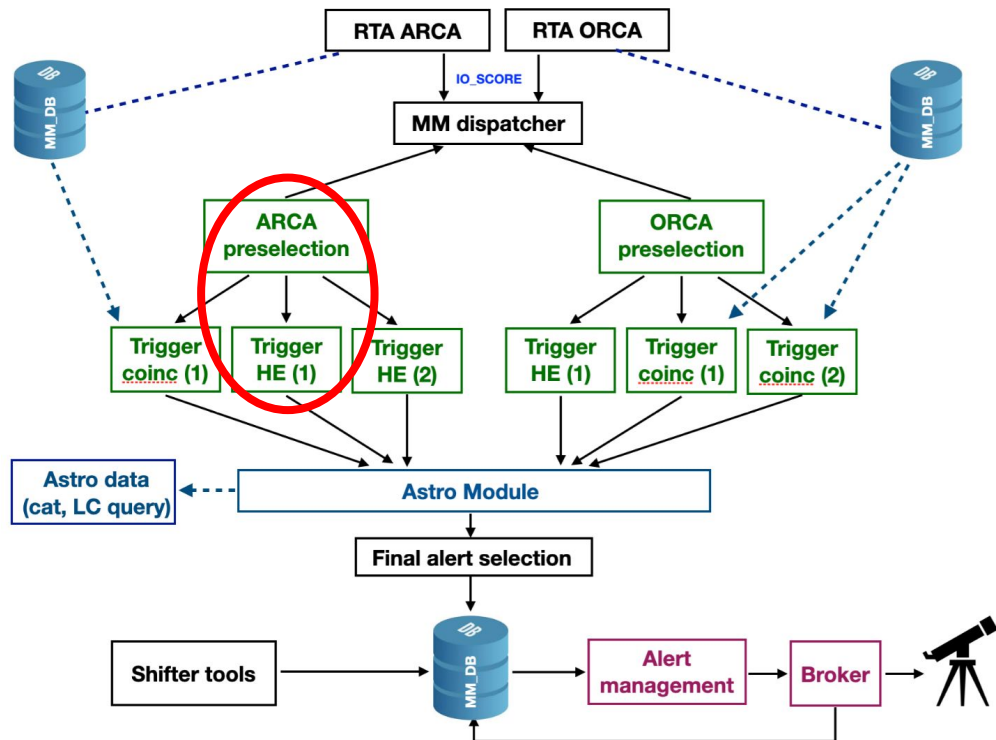 RTA ARCA
RTA ORCA
IO_SCORE
DB
MM_DB
DB
MM_DB
MM dispatcher
ARCA
preselection
ORCA
preselection
Trigger
coinc (1)
Trigger
HE (1)
Trigger
HE (2)
Trigger
HE (1)
Trigger
coinc (1)
Trigger
coinc (2)
Astro data
(cat, LC query)
Astro Module
Final alert selection
Shifter tools
DB
MM_DB
Alert
management
Broker